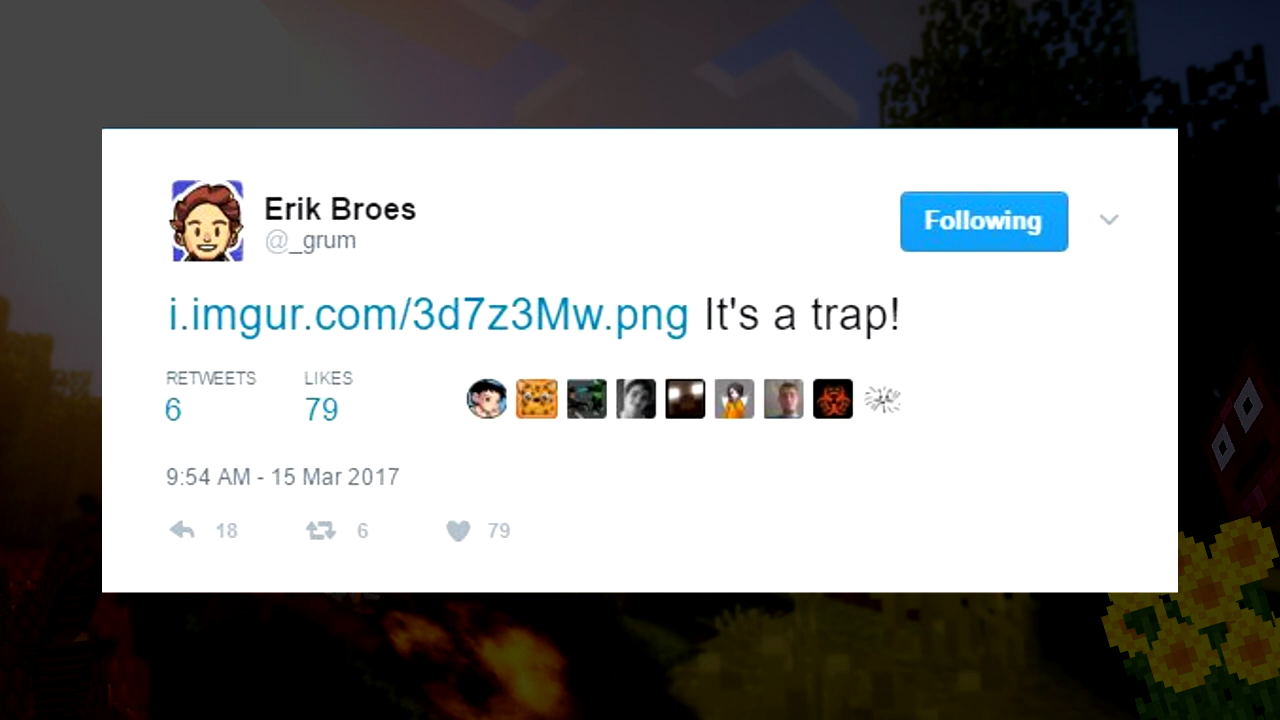 Erik Broes
@_grum
Following
i.imgur.com/3d7z3Mw.png It's a trap!
RETWEETS LIKES
6 79
9:54 AM - 15 Mar 2017
18 6 79